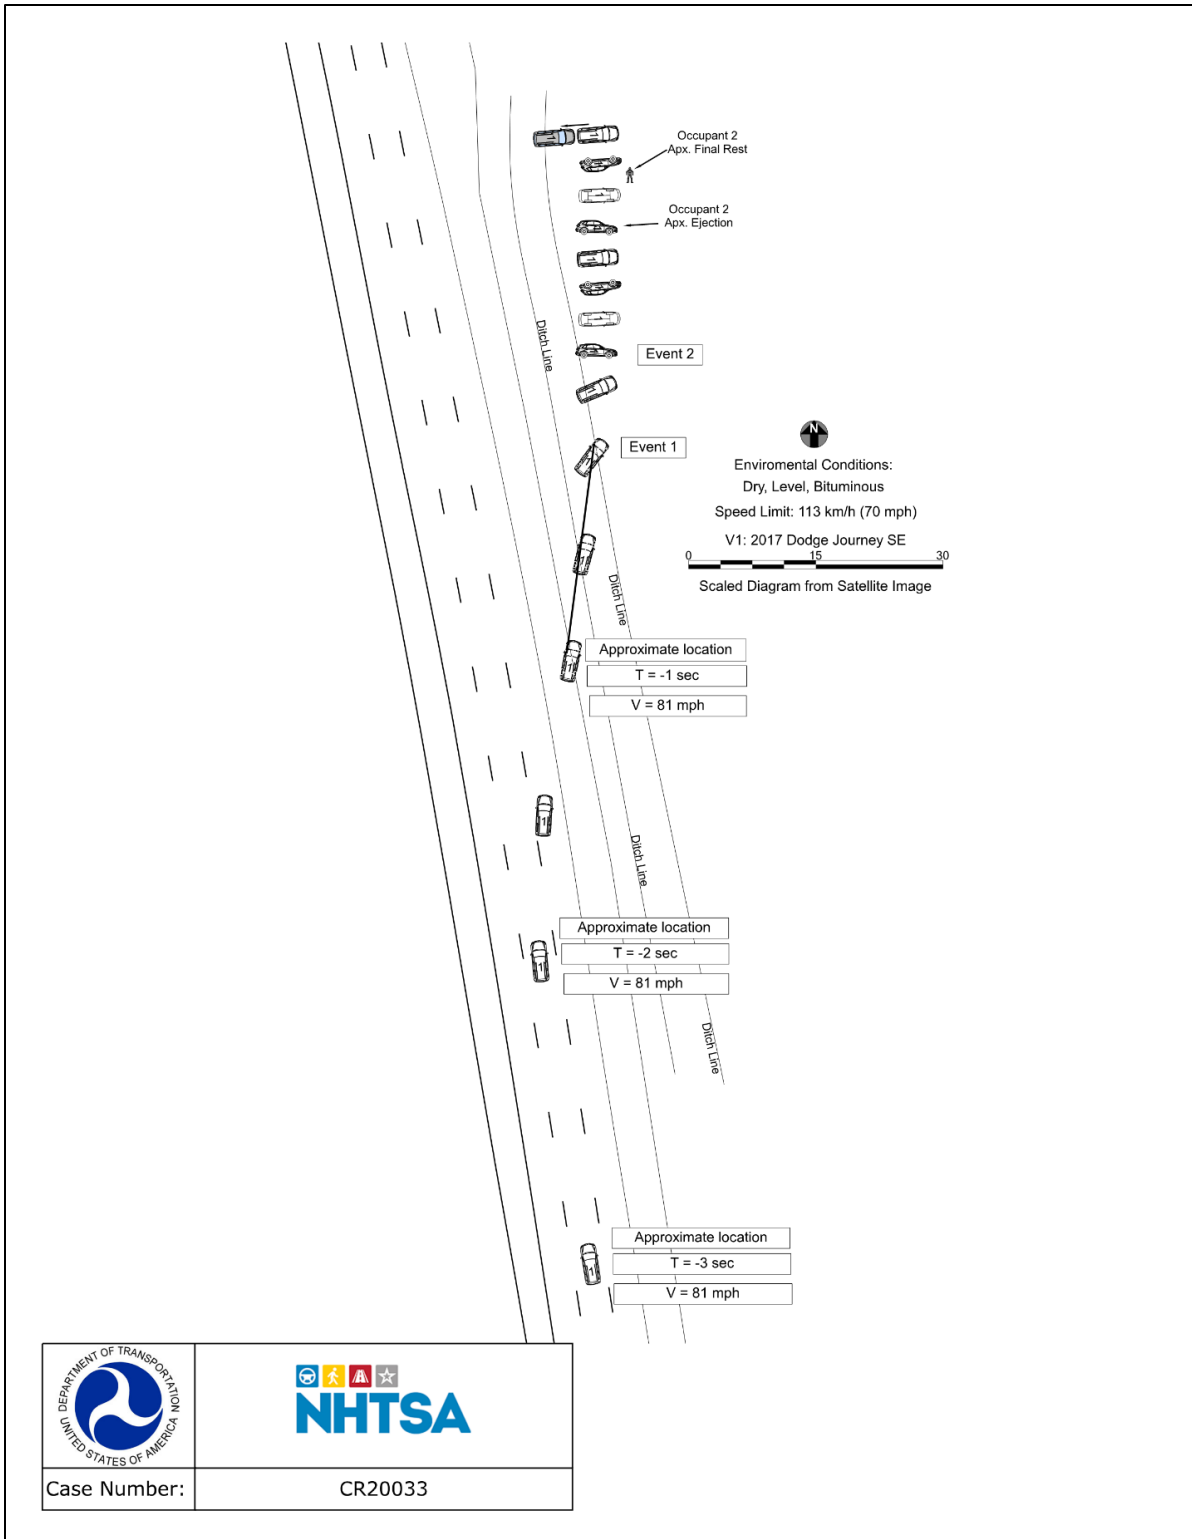 Occupant 2
Apx. Final Rest
Occupant 2
Apx. Ejection
Ditch Line
Event 2
Event 1
N
Enviromental Conditions:
Dry, Level, Bituminous
Speed Limit: 113 km/h (70 mph)
V1: 2017 Dodge Journey SE
0 15 30
Scaled Diagram from Satellite Image
Ditch Line
Approximate location
T = -1 sec
V = 81 mph
1
Ditch Line
Approximate location
T = -2 sec
V = 81 mph
1
Ditch Line
Approximate location
T = -3 sec
V = 81 mph
1
DEPARTMENT OF TRANSPORTATION
UNITED STATES OF AMERICA
NHTSA
Case Number: CR20033